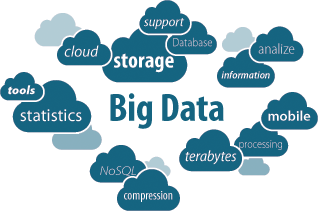 support
cloud
Database
storage
analize
information
tools
statistics
Big Data
mobile
processing
terabytes
NoSQL
compression